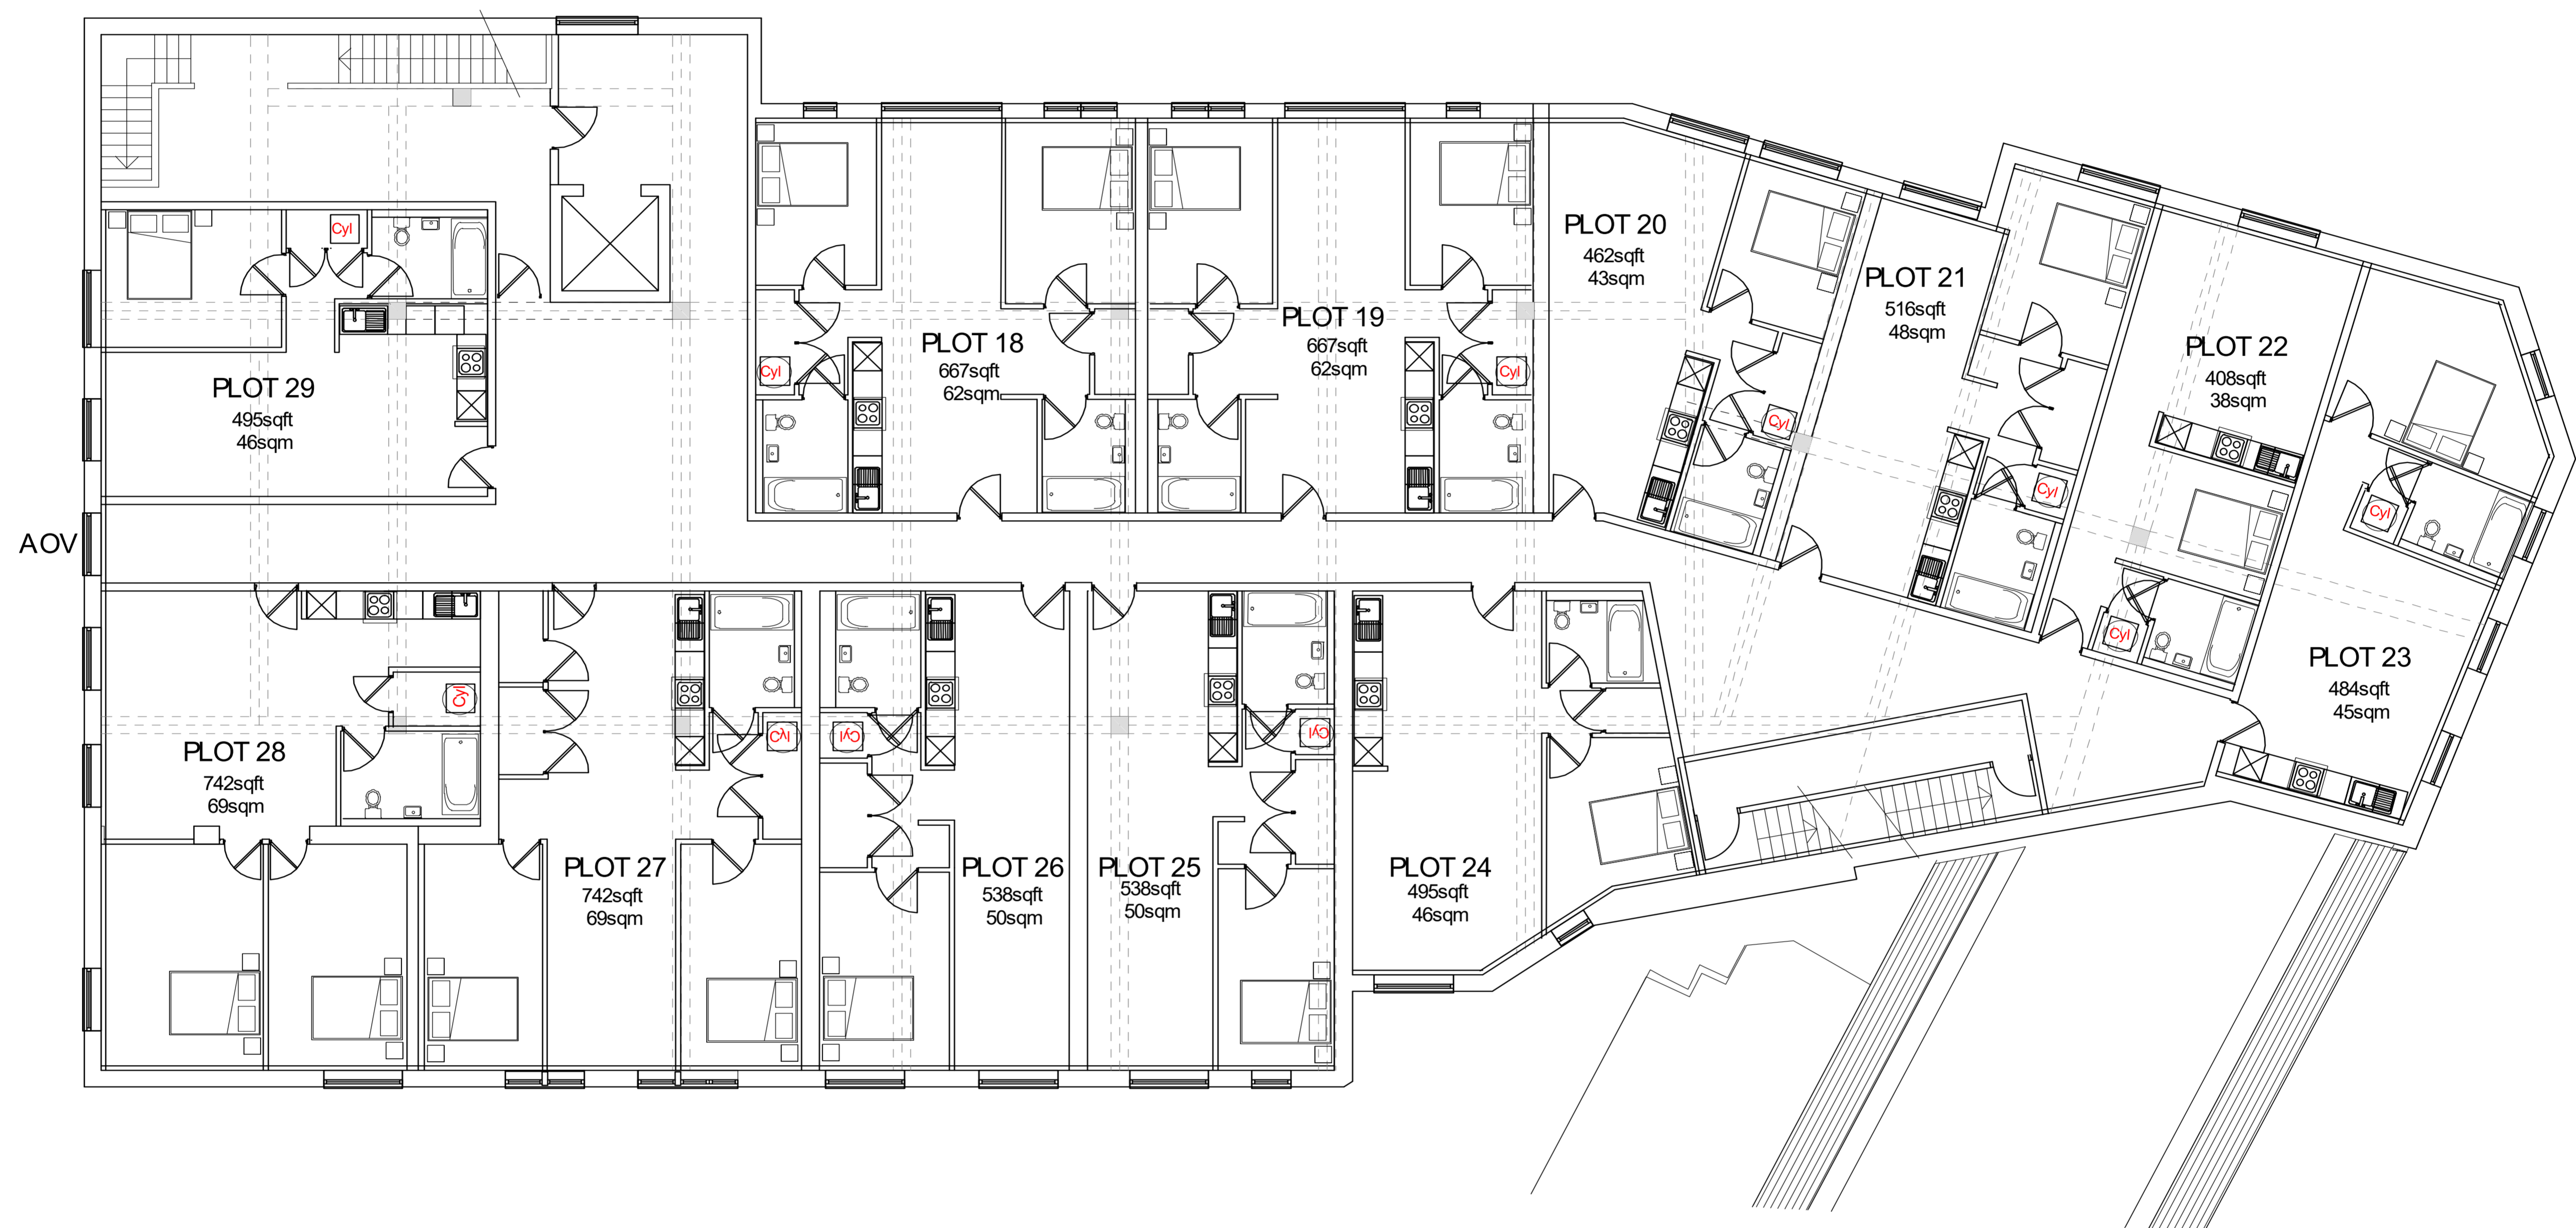 PLOT 20
462sqft
43sqm
PLOT 21
516sqft
48sqm
Cyl
PLOT 18
667sqft
62sqm
PLOT 19
667sqft
62sqm
PLOT 22
408sqft
38sqm
PLOT 29
495sqft
46sqm
Cyl
Cyl
Cyl
Cyl
Cyl
AOV
Cyl
PLOT 23
484sqft
45sqm
Cyl
Cyl
Cyl
Cyl
Cyl
PLOT 28
742sqft
69sqm
PLOT 27
742sqft
69sqm
PLOT 26
538sqft
50sqm
PLOT 25
538sqft
50sqm
PLOT 24
495sqft
46sqm